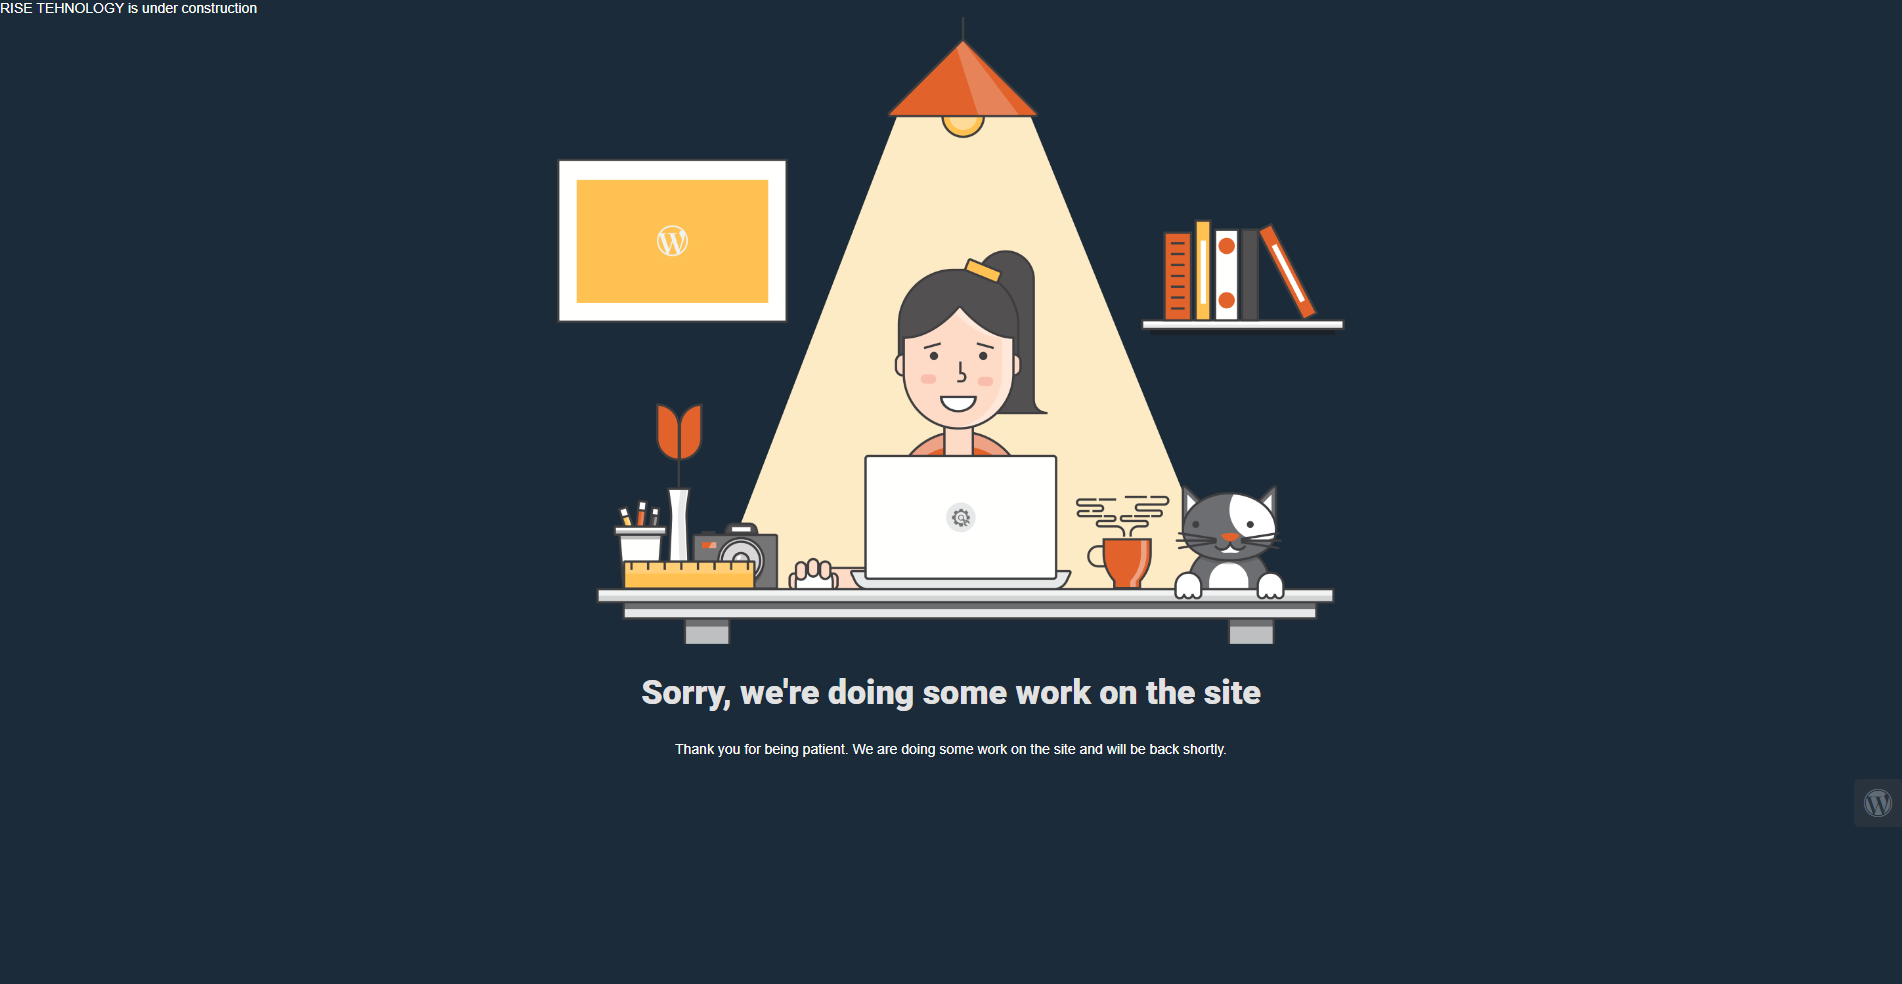 RISE TEHNOLOGY is under construction
Sorry, we're doing some work on the site
Thank you for being patient. We are doing some work on the site and will be back shortly.